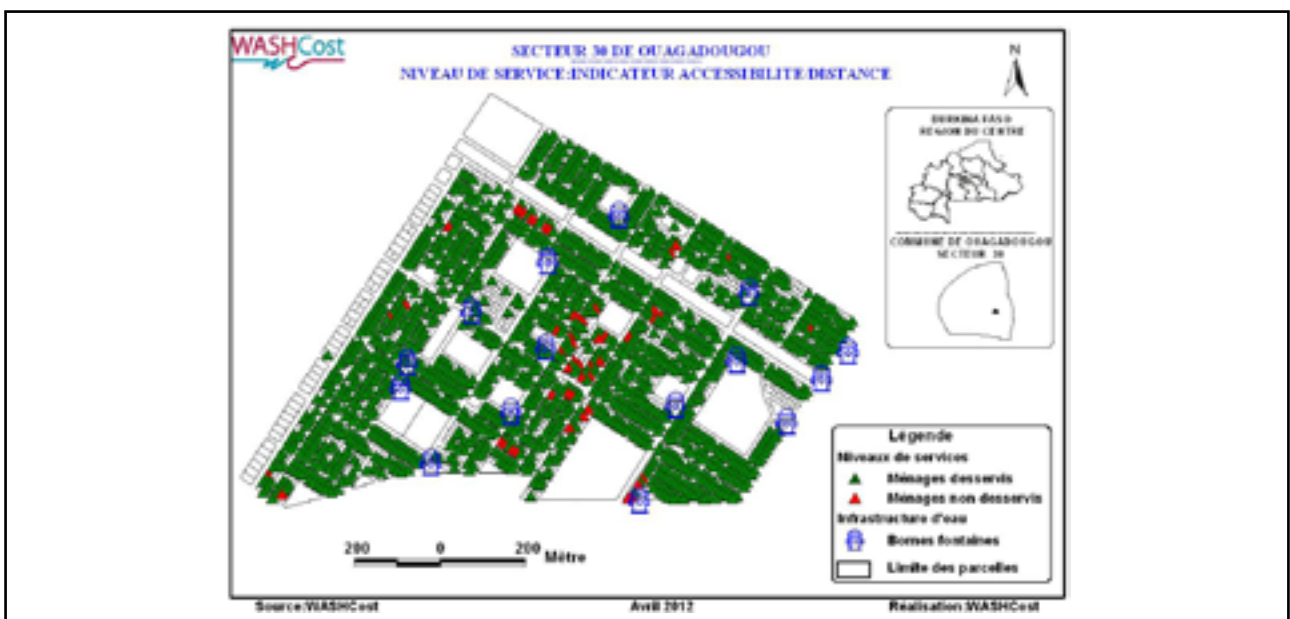 WASHCost
SECTEUR 30 DE OUAGADOUGOU
NIVEAU DE SERVICE:INDICATEUR ACCESSIBILITE/DISTANCE
N
BURKINA FASO
REGION DU CENTRE
COMMUNE DE OUAGADOUGOU
SECTEUR 30
Légende
Niveaux de services
Ménages desservis
Ménages non desservis
Infrastructure d'eau
Bornes fontaines
Limite des parcelles
200 0 200 Mètre
Source:WASHCost Avril 2012 Réalisation:WASHCost